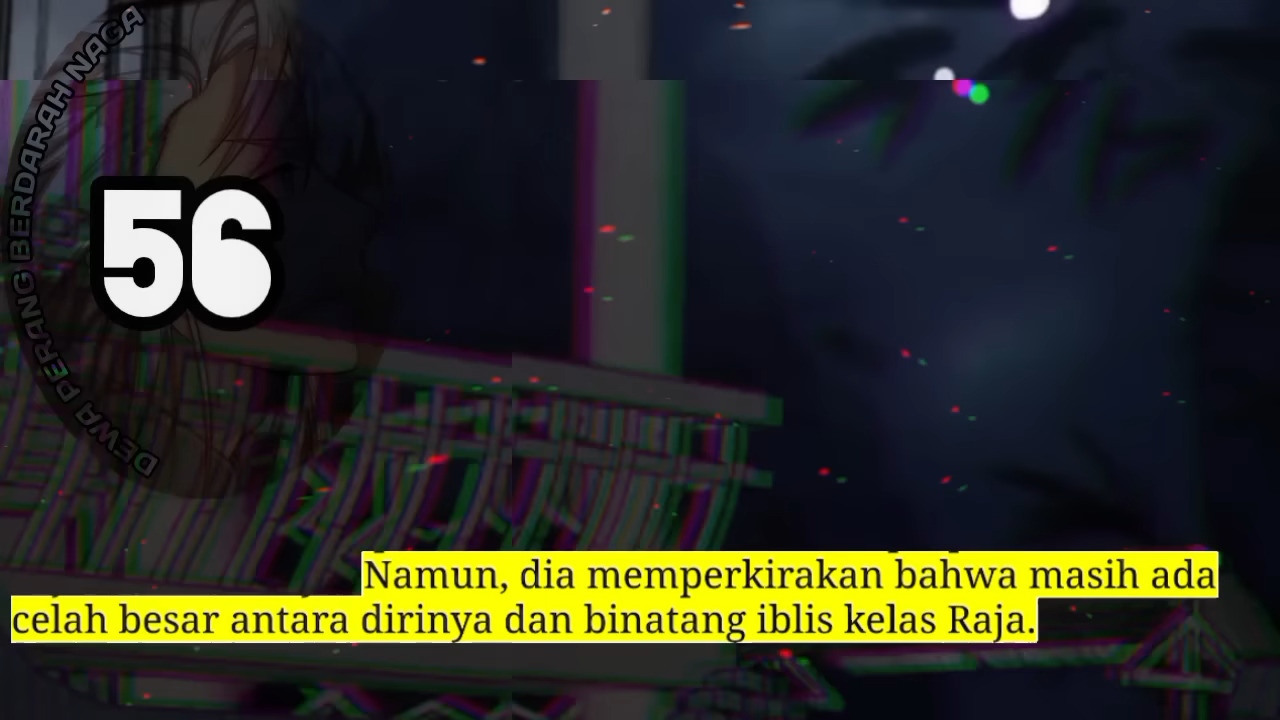 DEWA PERANG BERDARAH NAGA
56
Namun, dia memperkirakan bahwa masih ada
celah besar antara dirinya dan binatang iblis kelas Raja.